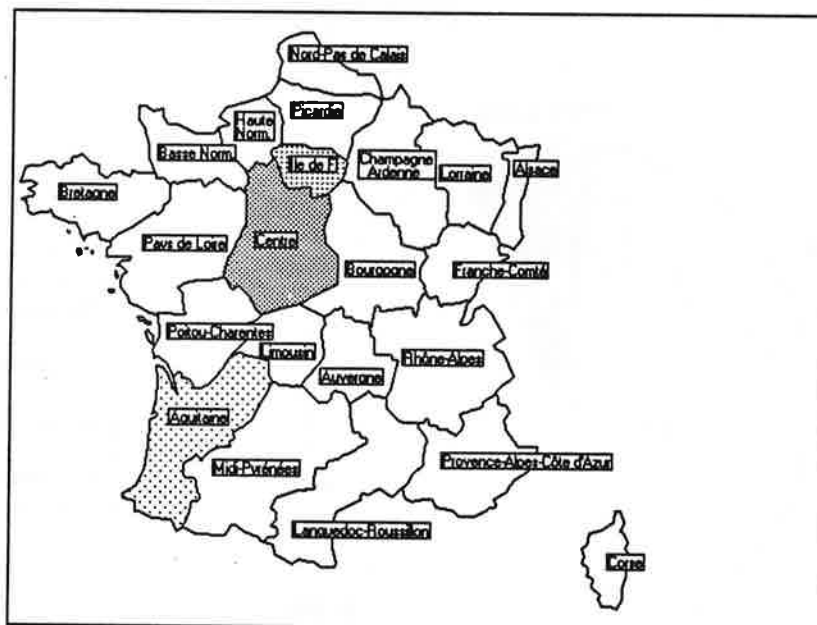 Nord-Pas de Calais
Picardie
Haute
Norm.
Basse Norm.
Ile de F.
Champagne
Ardenne
Lorraine
Alsace
Bretagne
Pays de Loire
Centre
Bourgogne
Franche-Comté
Poitou-Charentes
Limousin
Auvergne
Rhône-Alpes
Aquitaine
Midi-Pyrénées
Provence-Alpes-Côte d'Azur
Languedoc-Roussillon
Corse